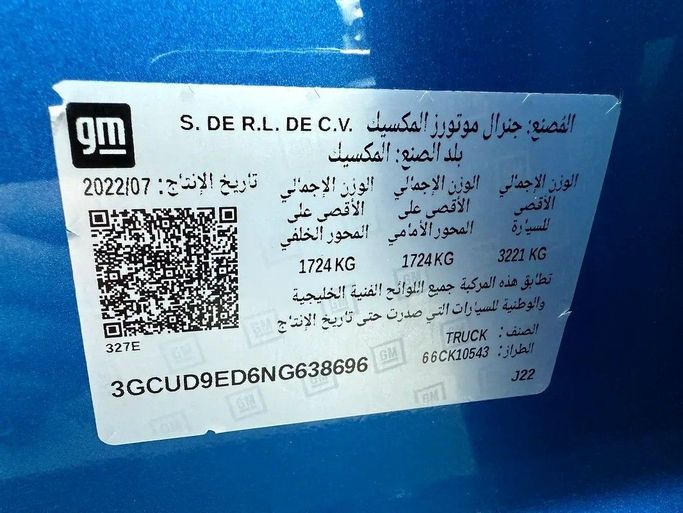 gm
المُصنع: جنرال موتورز المكسيك S. DE R.L. DE C.V.
بلد الصنع: المكسيك
تاريخ الإنتاج: 2022/07
الوزن الإجمالي الأقصى للسيارة
3221 KG
الوزن الإجمالي الأقصى على المحور الأمامي
1724 KG
الوزن الإجمالي الأقصى على المحور الخلفي
1724 KG
تطابق هذه المركبة جميع اللوائح الفنية الخليجية
والوطنية للسيارات التي صدرت حتى تاريخ الإنتاج
327E
الصنف: TRUCK
الطراز: 66CK10543
3GCUD9ED6NG638696
J22